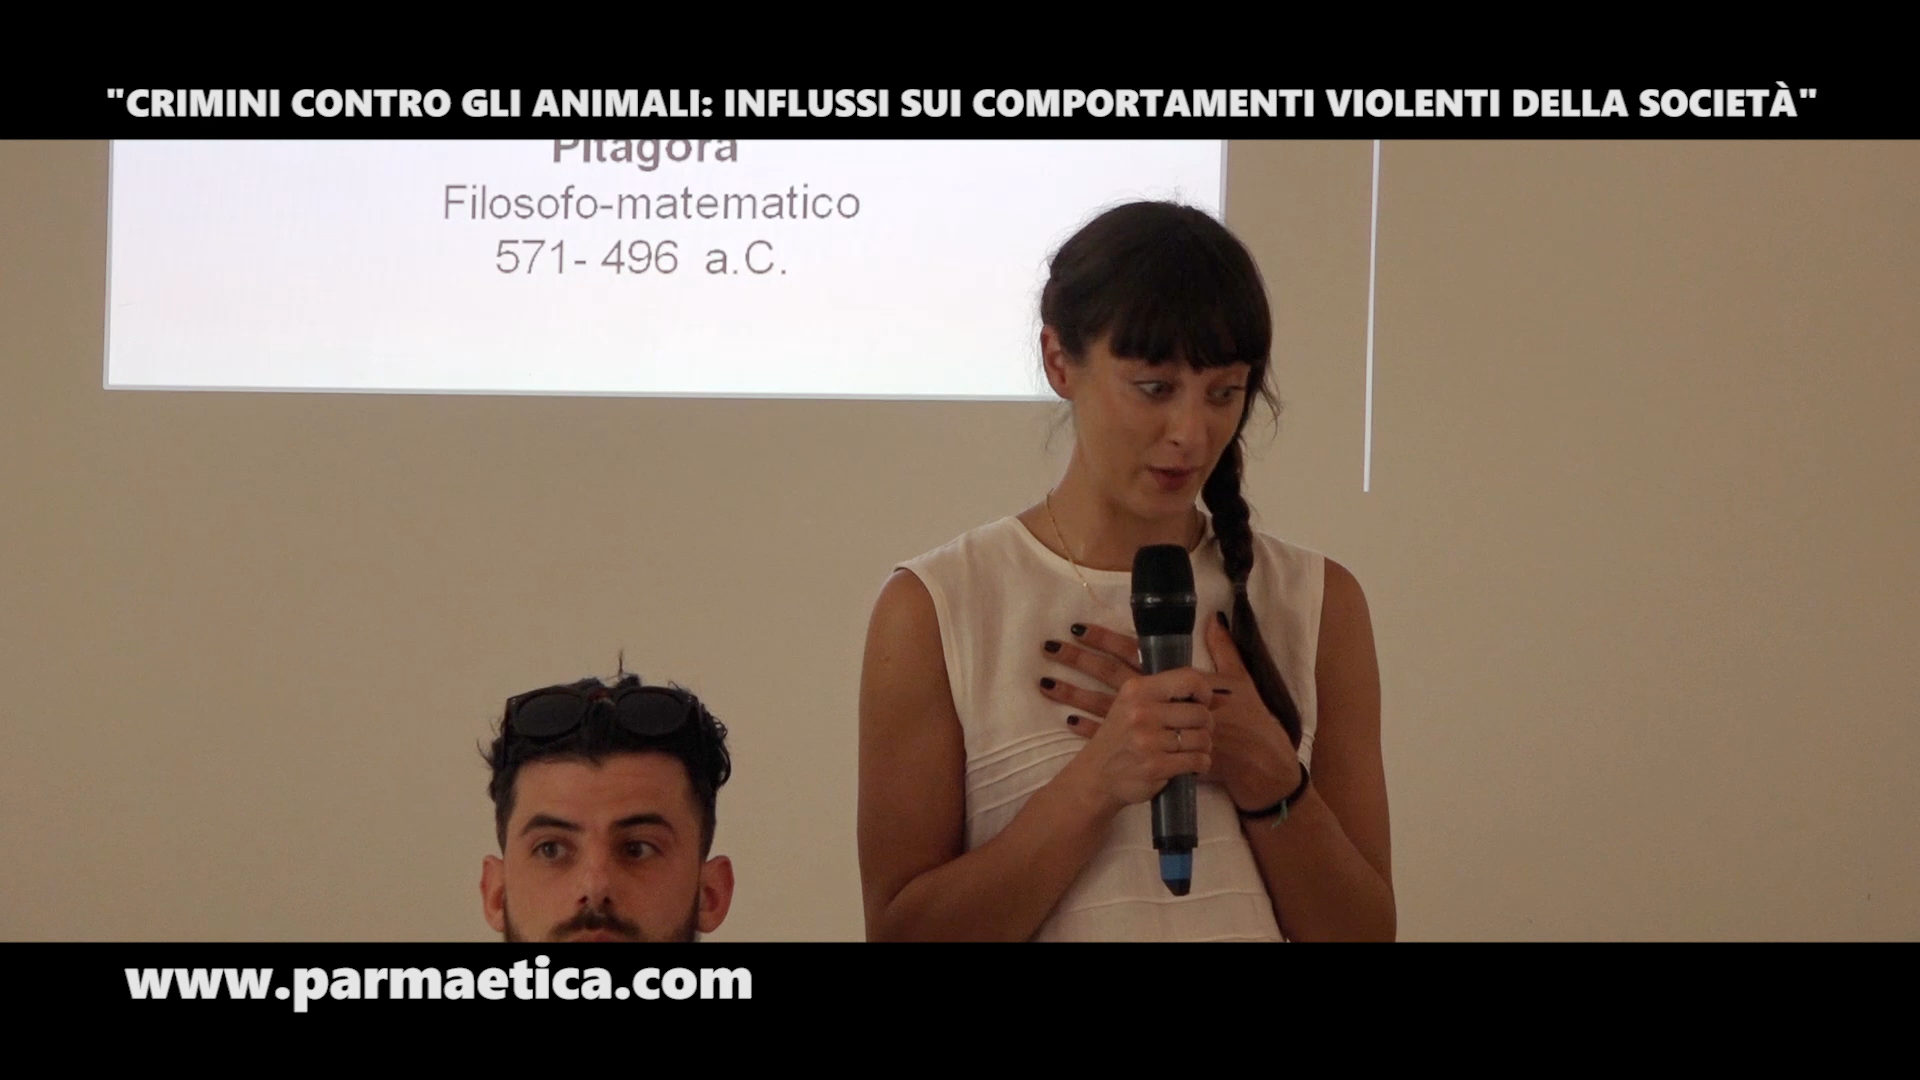 "CRIMINI CONTRO GLI ANIMALI: INFLUSSI SUI COMPORTAMENTI VIOLENTI DELLA SOCIETÀ"
Pitagora
Filosofo-matematico
571- 496 a.C.
www.parmaetica.com